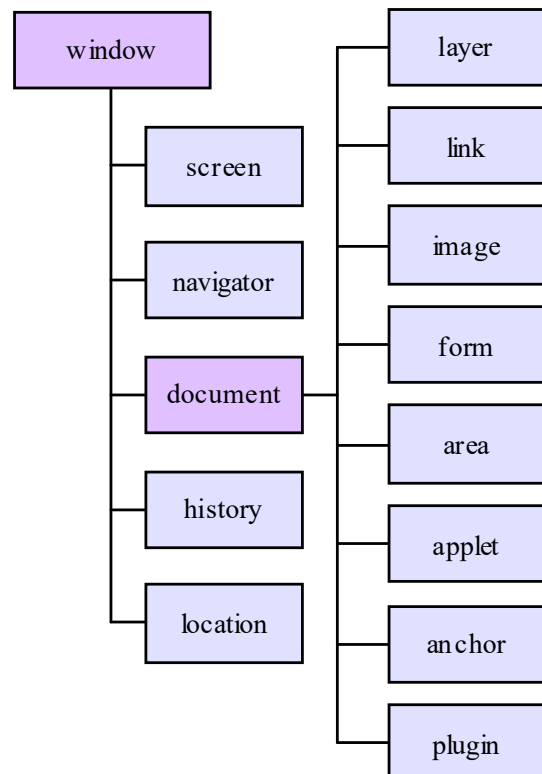 window
screen
navigator
document
history
location
layer
link
image
form
area
applet
anchor
plugin